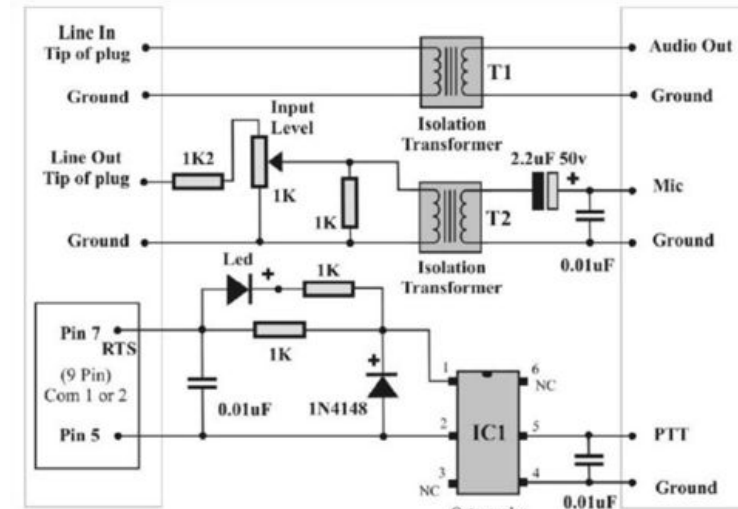 Line In
Tip of plug
Ground
Line Out
Tip of plug
Ground
1K2
Input
Level
1K
1K
T1
Isolation
Transformer
T2
Isolation
Transformer
2.2uF 50v
+
0.01uF
Audio Out
Ground
Mic
Ground
Led
+
1K
1K
Pin 7
RTS
(9 Pin)
Com 1 or 2
Pin 5
0.01uF
+
1N4148
1
2
3
NC
IC1
6
NC
5
4
PTT
Ground
0.01uF